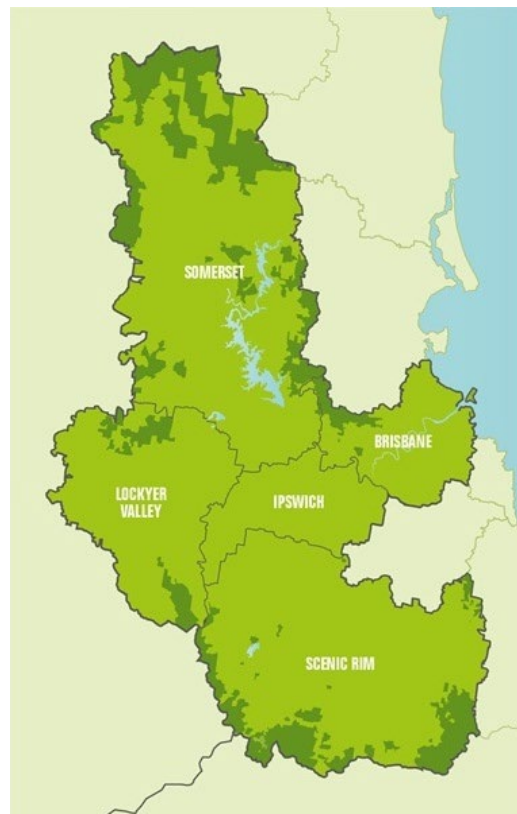 SOMERSET
BRISBANE
LOCKYER
VALLEY
IPSWICH
SCENIC RIM